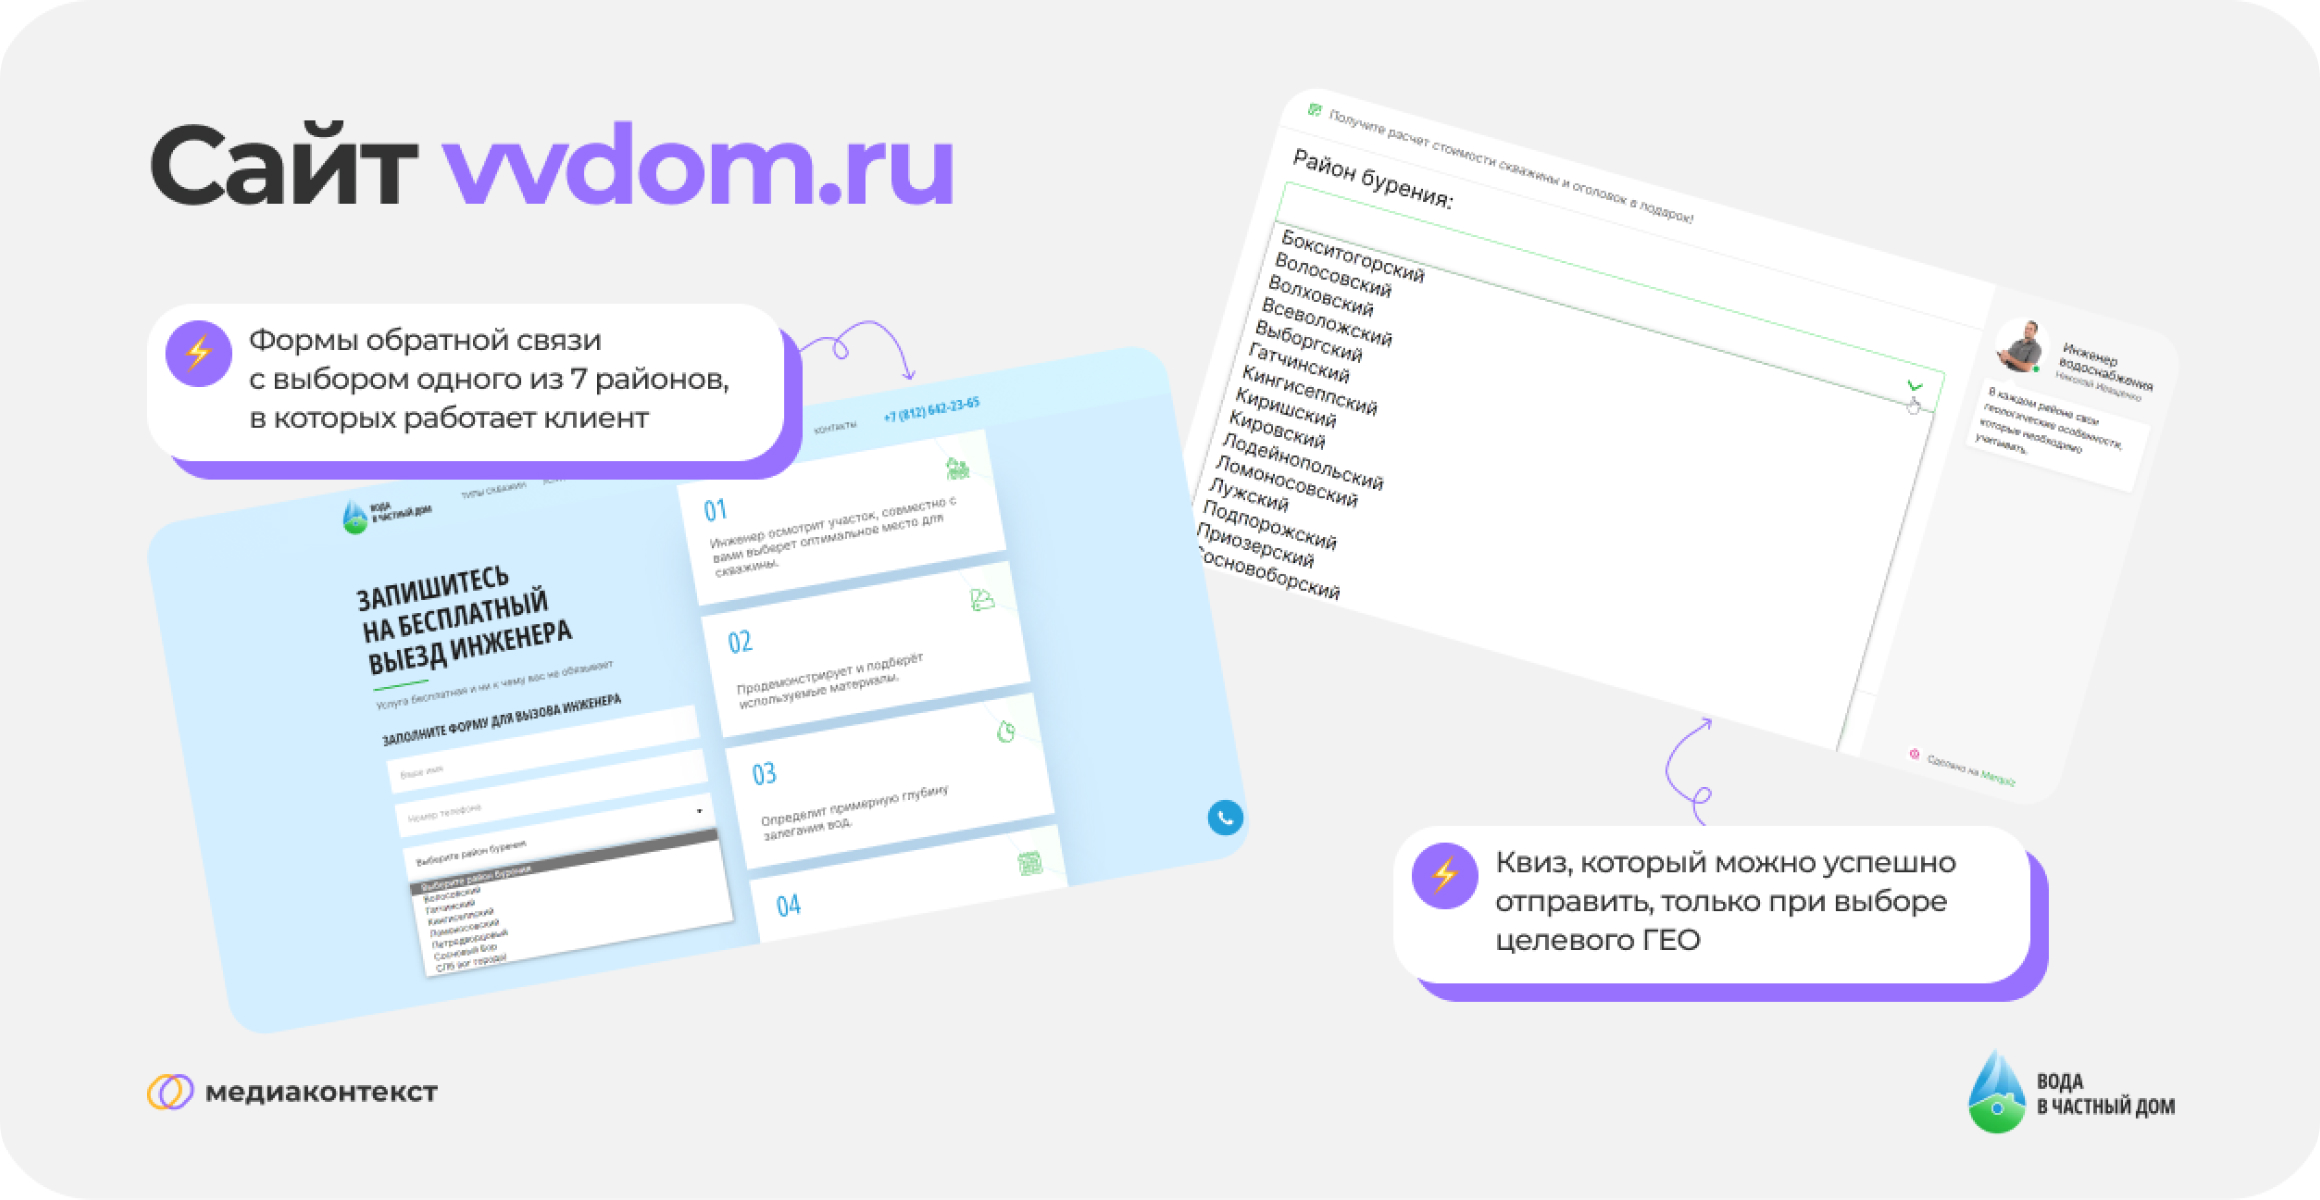 Сайт vvdom.ru
Формы обратной связи
с выбором одного из 7 районов,
в которых работает клиент
ВОДА
В ЧАСТНЫЙ ДОМ
ТИПЫ СКВАЖИН
КОНТАКТЫ
+7 (812) 642-23-65
ЗАПИШИТЕСЬ
НА БЕСПЛАТНЫЙ
ВЫЕЗД ИНЖЕНЕРА
Услуга бесплатная и ни к чему вас не обязывает
ЗАПОЛНИТЕ ФОРМУ ДЛЯ ВЫЗОВА ИНЖЕНЕРА
Ваше имя
Номер телефона
Выберите район бурения
Выберите район бурения
Волосовский
Гатчинский
Кингисеппский
Ломоносовский
Петродворцовый
Сосновый Бор
СПб (юг города)
01
Инженер осмотрит участок, совместно с
вами выберет оптимальное место для
скважины.
02
Продемонстрирует и подберёт
используемые материалы.
03
Определит примерную глубину
залегания вод.
04
Получите расчет стоимости скважины и оголовок в подарок!
Район бурения:
Бокситогорский
Волосовский
Волховский
Всеволожский
Выборгский
Гатчинский
Кингисеппский
Киришский
Кировский
Лодейнопольский
Ломоносовский
Лужский
Подпорожский
Приозерский
Сосновоборский
Инженер
водоснабжения
Николай Иващенко
В каждом районе свои
геологические особенности,
которые необходимо
учитывать.
Сделано на Marquiz
Квиз, который можно успешно
отправить, только при выборе
целевого ГЕО
медиаконтекст
ВОДА
В ЧАСТНЫЙ ДОМ